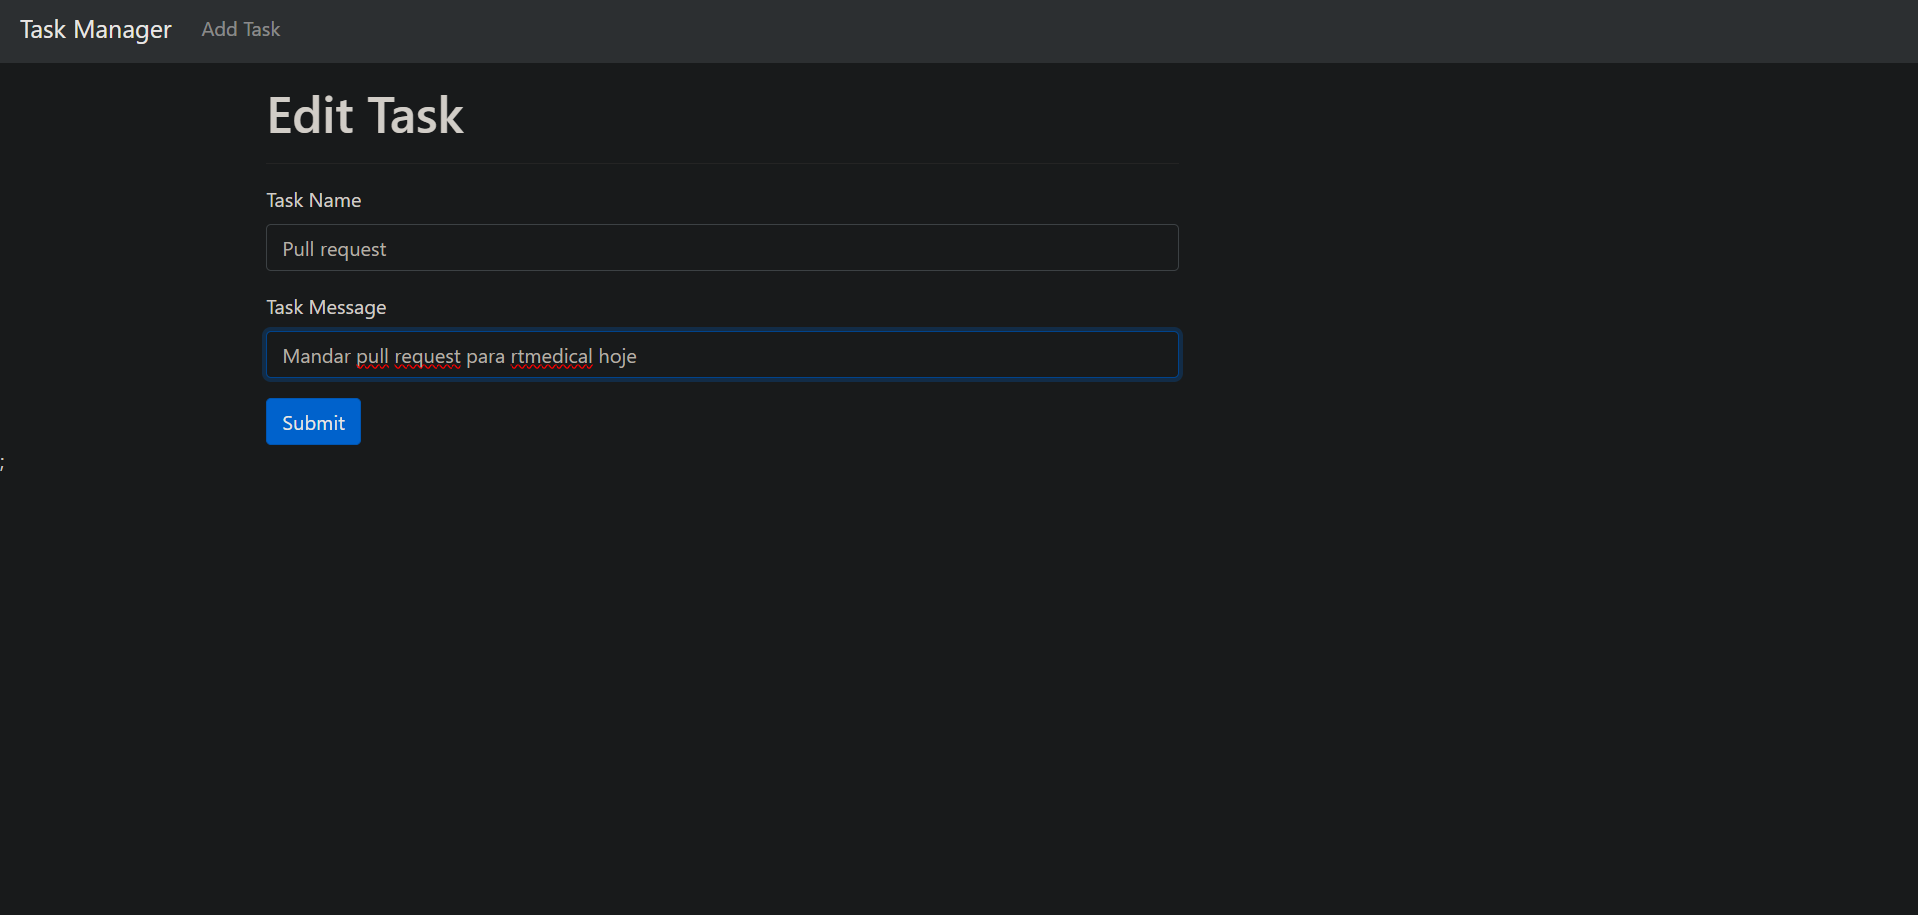 Task Manager Add Task
Edit Task
Task Name
Pull request
Task Message
Mandar pull request para rtmedical hoje
Submit
;